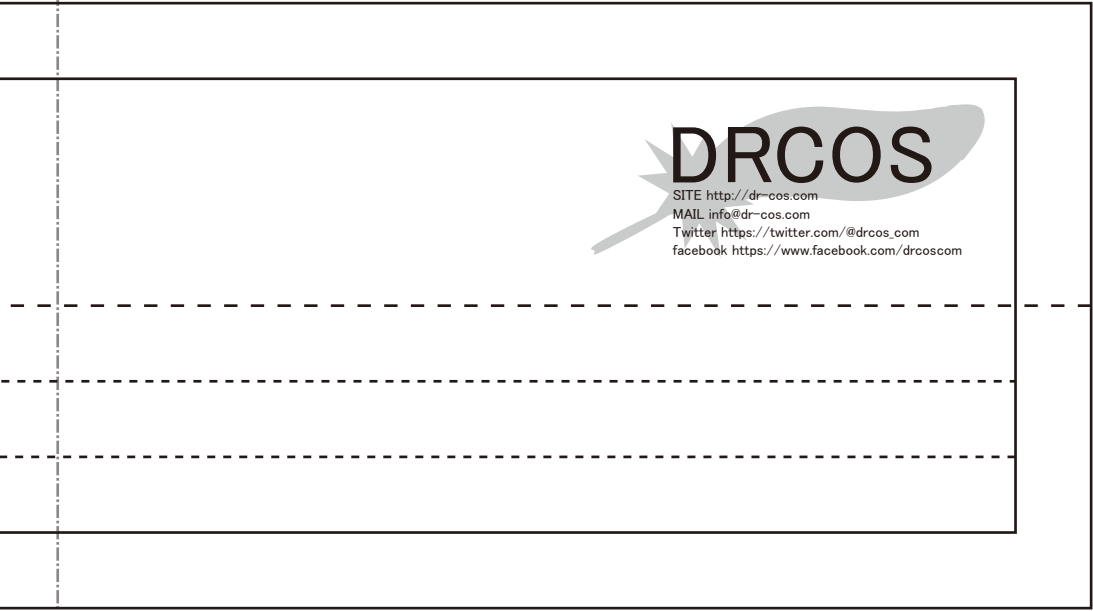 DRCOS
SITE http://dr-cos.com
MAIL info@dr-cos.com
Twitter https://twitter.com/@drcos_com
facebook https://www.facebook.com/drcoscom